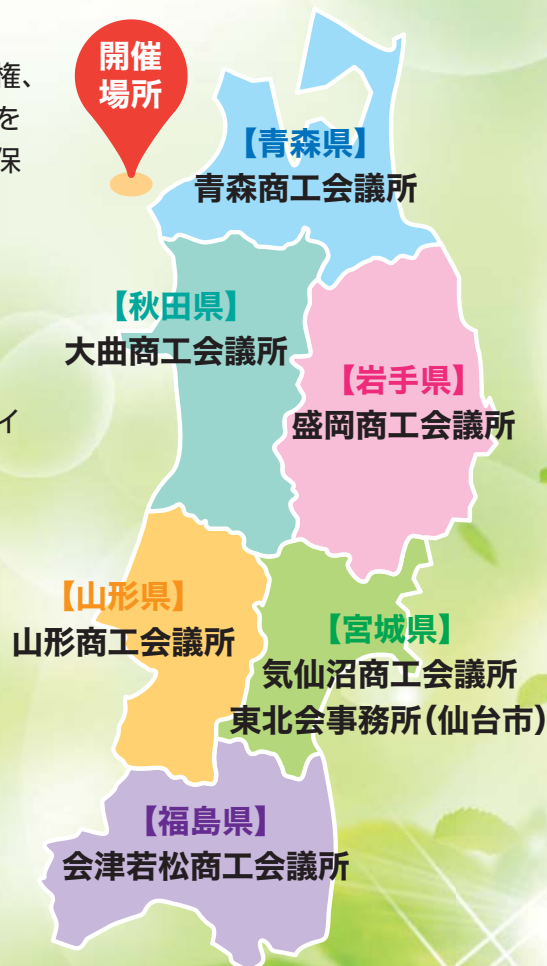 権、
を
保
イ
開催
場所
【青森県】
青森商工会議所
【秋田県】
大曲商工会議所
【岩手県】
盛岡商工会議所
【山形県】
山形商工会議所
【宮城県】
気仙沼商工会議所
東北会事務所(仙台市)
【福島県】
会津若松商工会議所